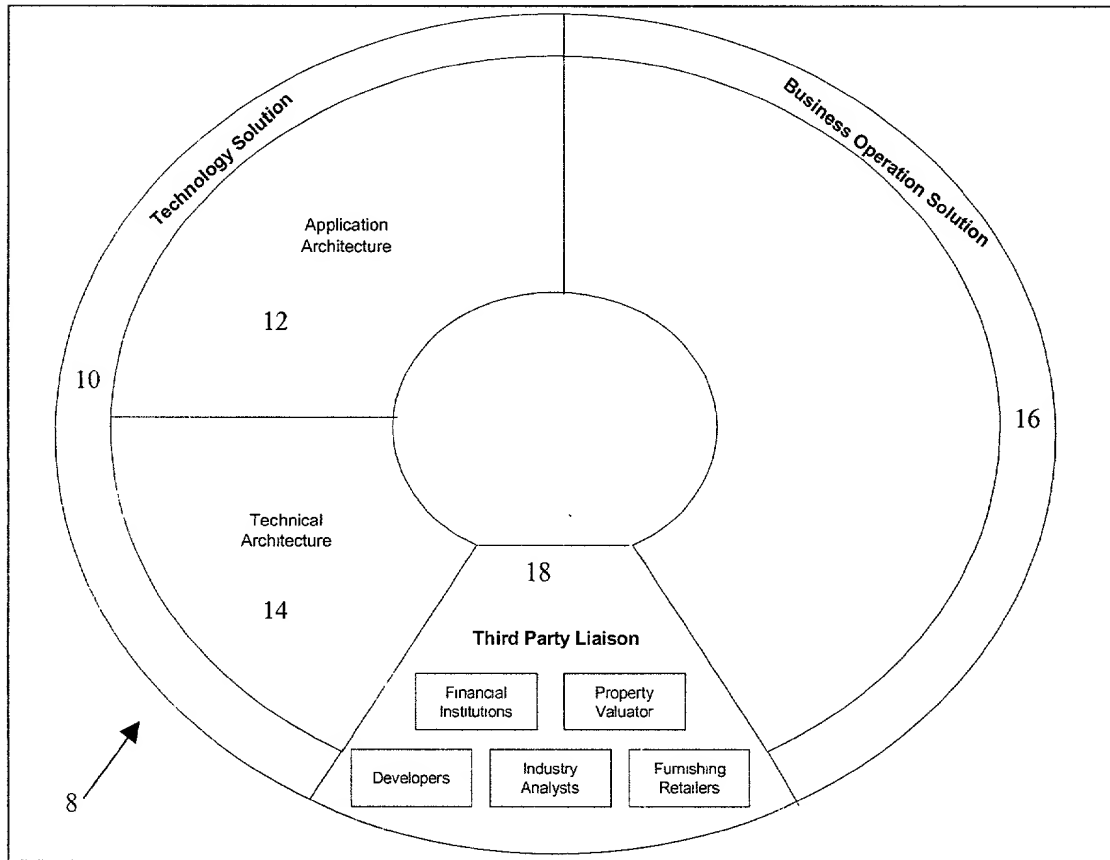 Technology Solution
Business Operation Solution
Application
Architecture
12
10
16
Technical
Architecture
14
18
Third Party Liaison
Financial
Institutions
Property
Valuator
Developers
Industry
Analysts
Furnishing
Retailers
8